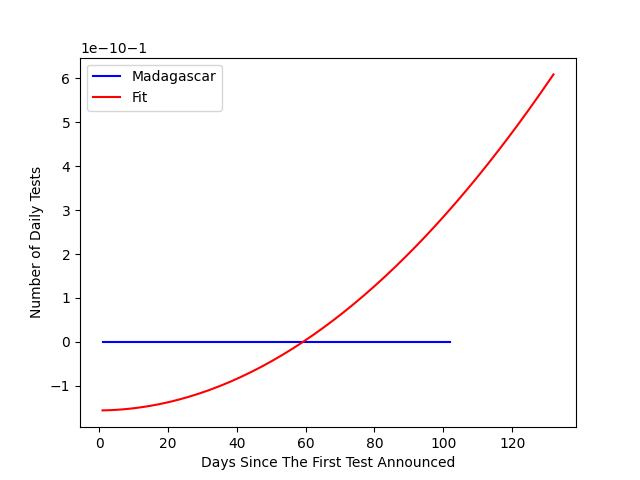 1e−10−1
Madagascar
Fit
6
5
4
3
2
1
0
−1
Number of Daily Tests
0 20 40 60 80 100 120
Days Since The First Test Announced